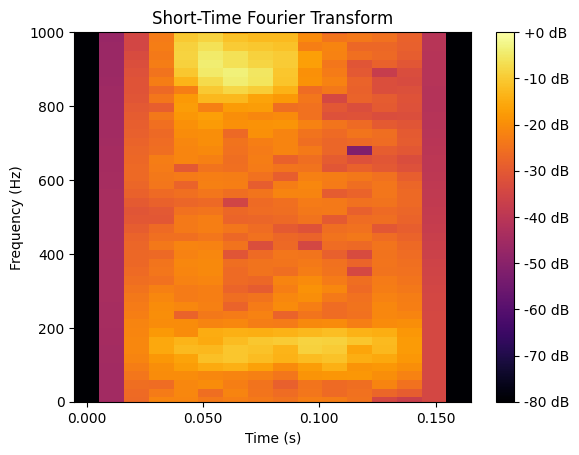 Short-Time Fourier Transform
1000
800
600
400
200
0
Frequency (Hz)
0.000
0.050
0.100
0.150
Time (s)
+0 dB
-10 dB
-20 dB
-30 dB
-40 dB
-50 dB
-60 dB
-70 dB
-80 dB